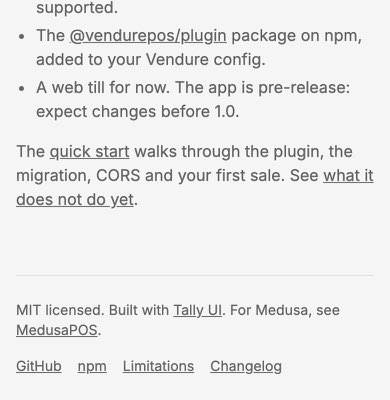 supported.
• The @vendurepos/plugin package on npm,
added to your Vendure config.
• A web till for now. The app is pre-release:
expect changes before 1.0.
The quick start walks through the plugin, the
migration, CORS and your first sale. See what it
does not do yet.
MIT licensed. Built with Tally UI. For Medusa, see
MedusaPOS.
GitHub npm Limitations Changelog